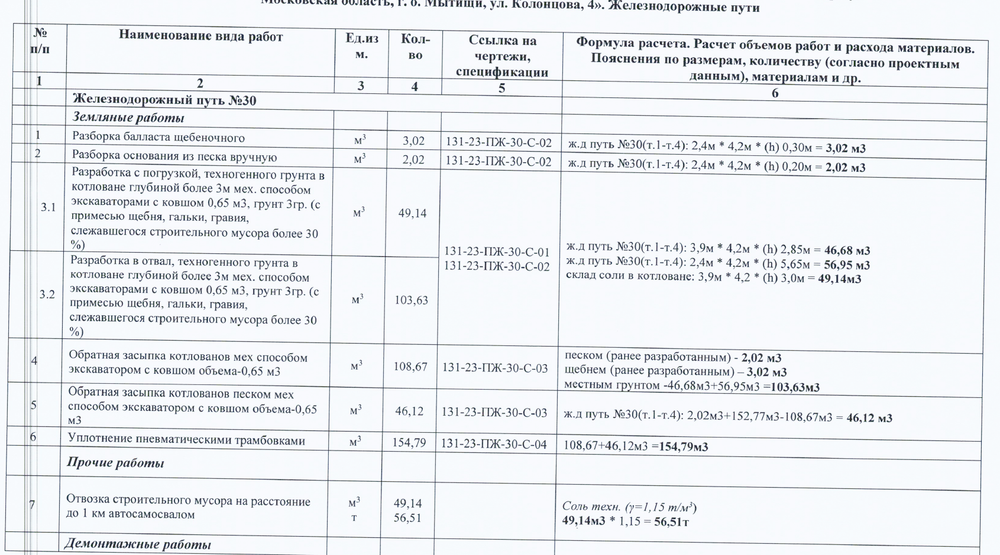 Московская область, г. о. Мытищи, ул. Колонцова, 4». Железнодорожные пути
№ п/п
Наименование вида работ
Ед.из м.
Кол-во
Ссылка на чертежи, спецификации
Формула расчета. Расчет объемов работ и расхода материалов.
Пояснения по размерам, количеству (согласно проектным
данным), материалам и др.
1 2 3 4 5 6
Железнодорожный путь №30
Земляные работы
1 Разборка балласта щебеночного м³ 3,02 131-23-ПЖ-30-С-02 ж.д путь №30(т.1-т.4): 2,4м * 4,2м * (h) 0,30м = 3,02 м3
2 Разборка основания из песка вручную м³ 2,02 131-23-ПЖ-30-С-02 ж.д путь №30(т.1-т.4): 2,4м * 4,2м * (h) 0,20м = 2,02 м3
3.1
Разработка с погрузкой, техногенного грунта в
котловане глубиной более 3м мех. способом
экскаваторами с ковшом 0,65 м3, грунт 3гр. (с
примесью щебня, гальки, гравия,
слежавшегося строительного мусора более 30
%)
м³
49,14
131-23-ПЖ-30-С-01
131-23-ПЖ-30-С-02
ж.д путь №30(т.1-т.4): 3,9м * 4,2м * (h) 2,85м = 46,68 м3
ж.д путь №30(т.1-т.4): 2,4м * 4,2м * (h) 5,65м = 56,95 м3
склад соли в котловане: 3,9м * 4,2 * (h) 3,0м = 49,14м3
3.2
Разработка в отвал, техногенного грунта в
котловане глубиной более 3м мех. способом
экскаваторами с ковшом 0,65 м3, грунт 3гр. (с
примесью щебня, гальки, гравия,
слежавшегося строительного мусора более 30
%)
м³
103,63
4
Обратная засыпка котлованов мех способом
экскаватором с ковшом объема-0,65 м3
м³
108,67
131-23-ПЖ-30-С-03
песком (ранее разработанным) - 2,02 м3
щебнем (ранее разработанным) – 3,02 м3
местным грунтом -46,68м3+56,95м3 =103,63м3
5
Обратная засыпка котлованов песком мех
способом экскаватором с ковшом объема-0,65
м3
м³
46,12
131-23-ПЖ-30-С-03
ж.д путь №30(т.1-т.4): 2,02м3+152,77м3-108,67м3 = 46,12 м3
6 Уплотнение пневматическими трамбовками м³ 154,79 131-23-ПЖ-30-С-04 108,67+46,12м3 =154,79м3
Прочие работы
7
Отвозка строительного мусора на расстояние
до 1 км автосамосвалом
м³
т
49,14
56,51
Соль техн. (γ=1,15 т/м³)
49,14м3 * 1,15 = 56,51т
Демонтажные работы